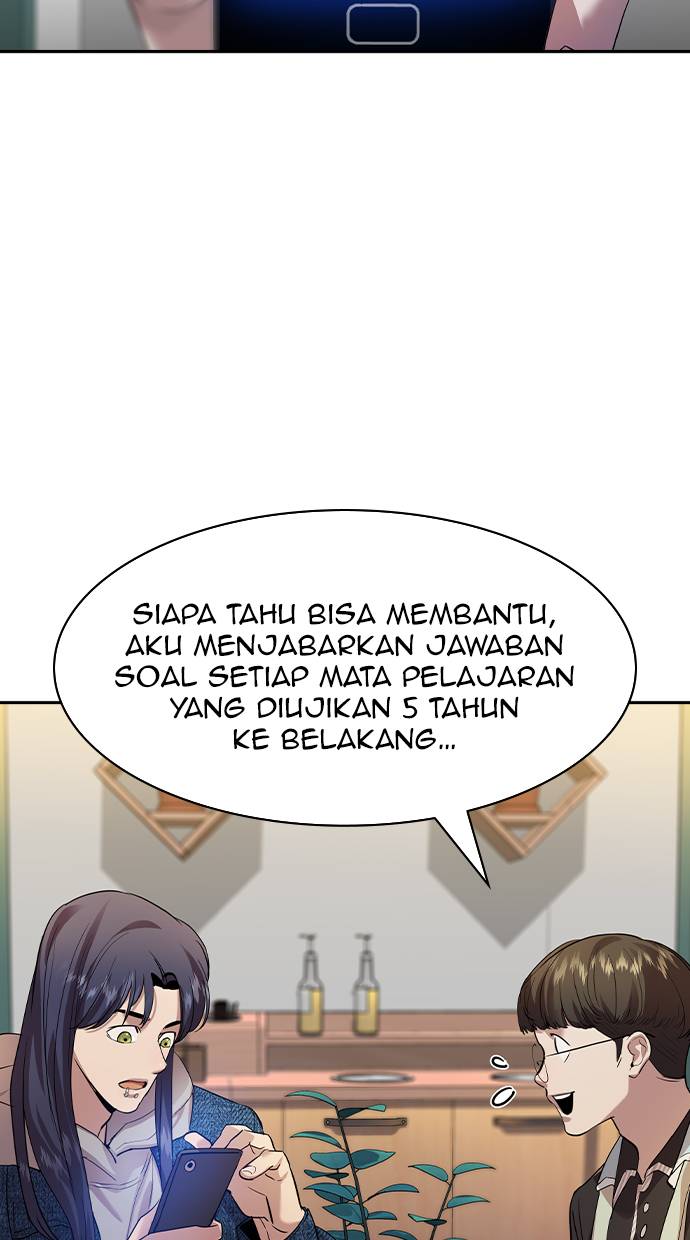 SIAPA TAHU BISA MEMBANTU,
AKU MENJABARKAN JAWABAN
SOAL SETIAP MATA PELAJARAN
YANG DIUJIKAN 5 TAHUN
KE BELAKANG...